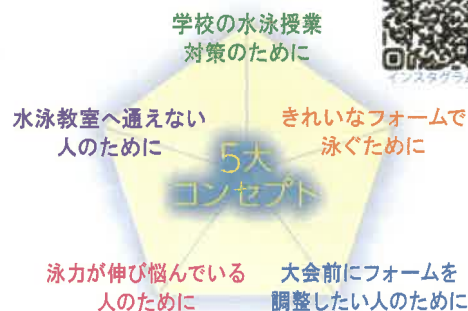 学校の水泳授業
対策のために
インスタグラム
水泳教室へ通えない
人のために
きれいなフォームで
泳ぐために
5大
コンセプト
泳力が伸び悩んでいる
人のために
大会前にフォームを
調整したい人のために